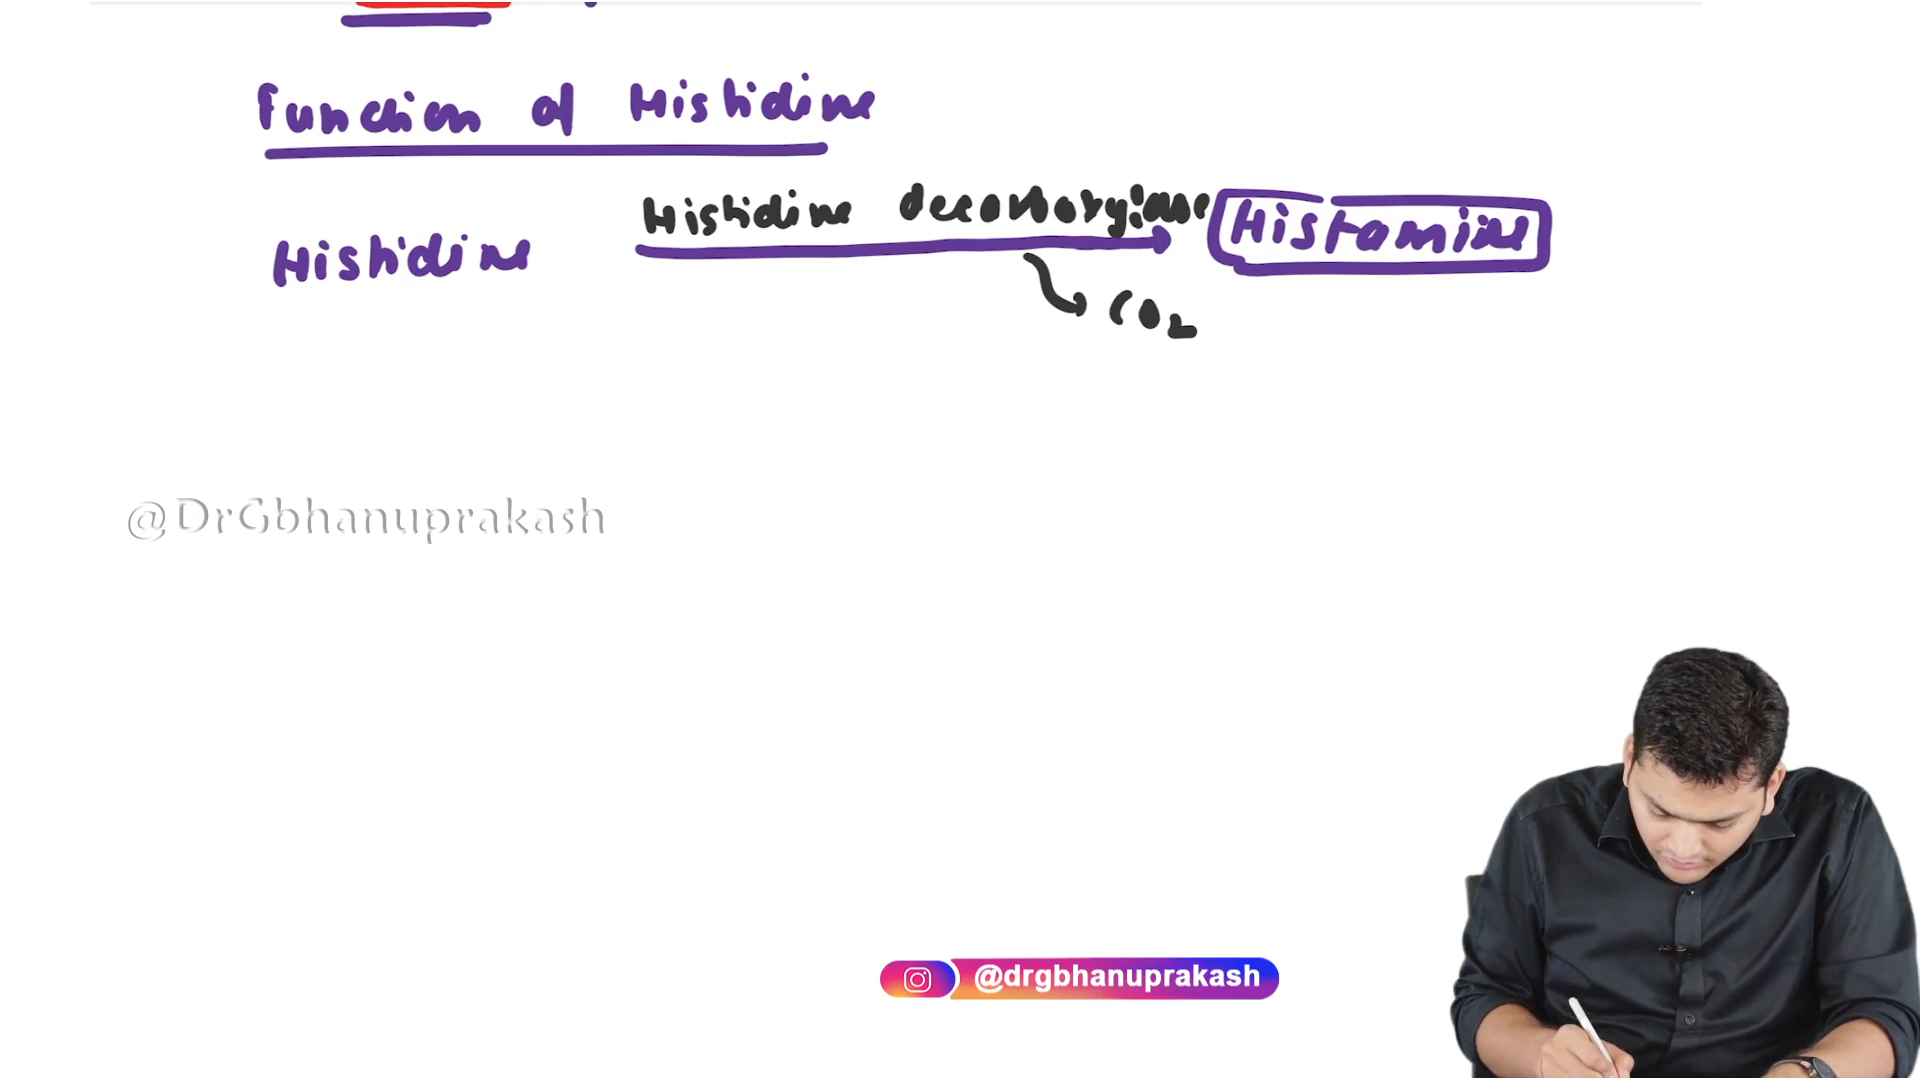 Function of Histidine
Histidine decarboxylase
Histidine
Histamine
CO2
@DrGbhanuprakash
@drgbhanuprakash